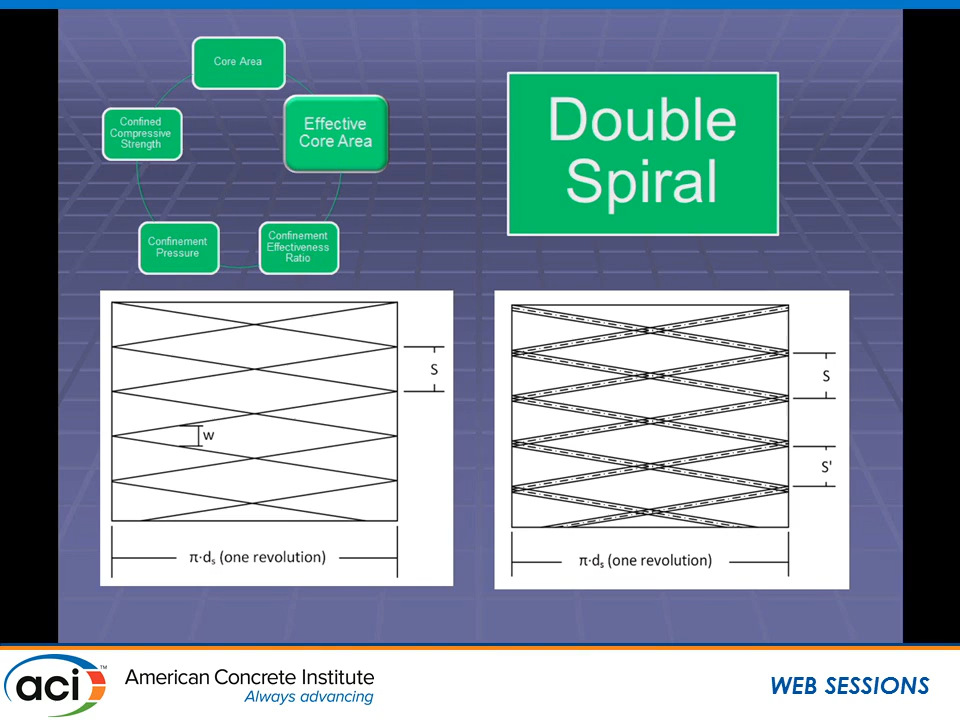 Core Area
Effective
Core Area
Confinement
Effectiveness
Ratio
Confinement
Pressure
Confined
Compressive
Strength
Double
Spiral
S
w
π·dₛ (one revolution)
S
S'
π·dₛ (one revolution)
aci™
American Concrete Institute
Always advancing
WEB SESSIONS